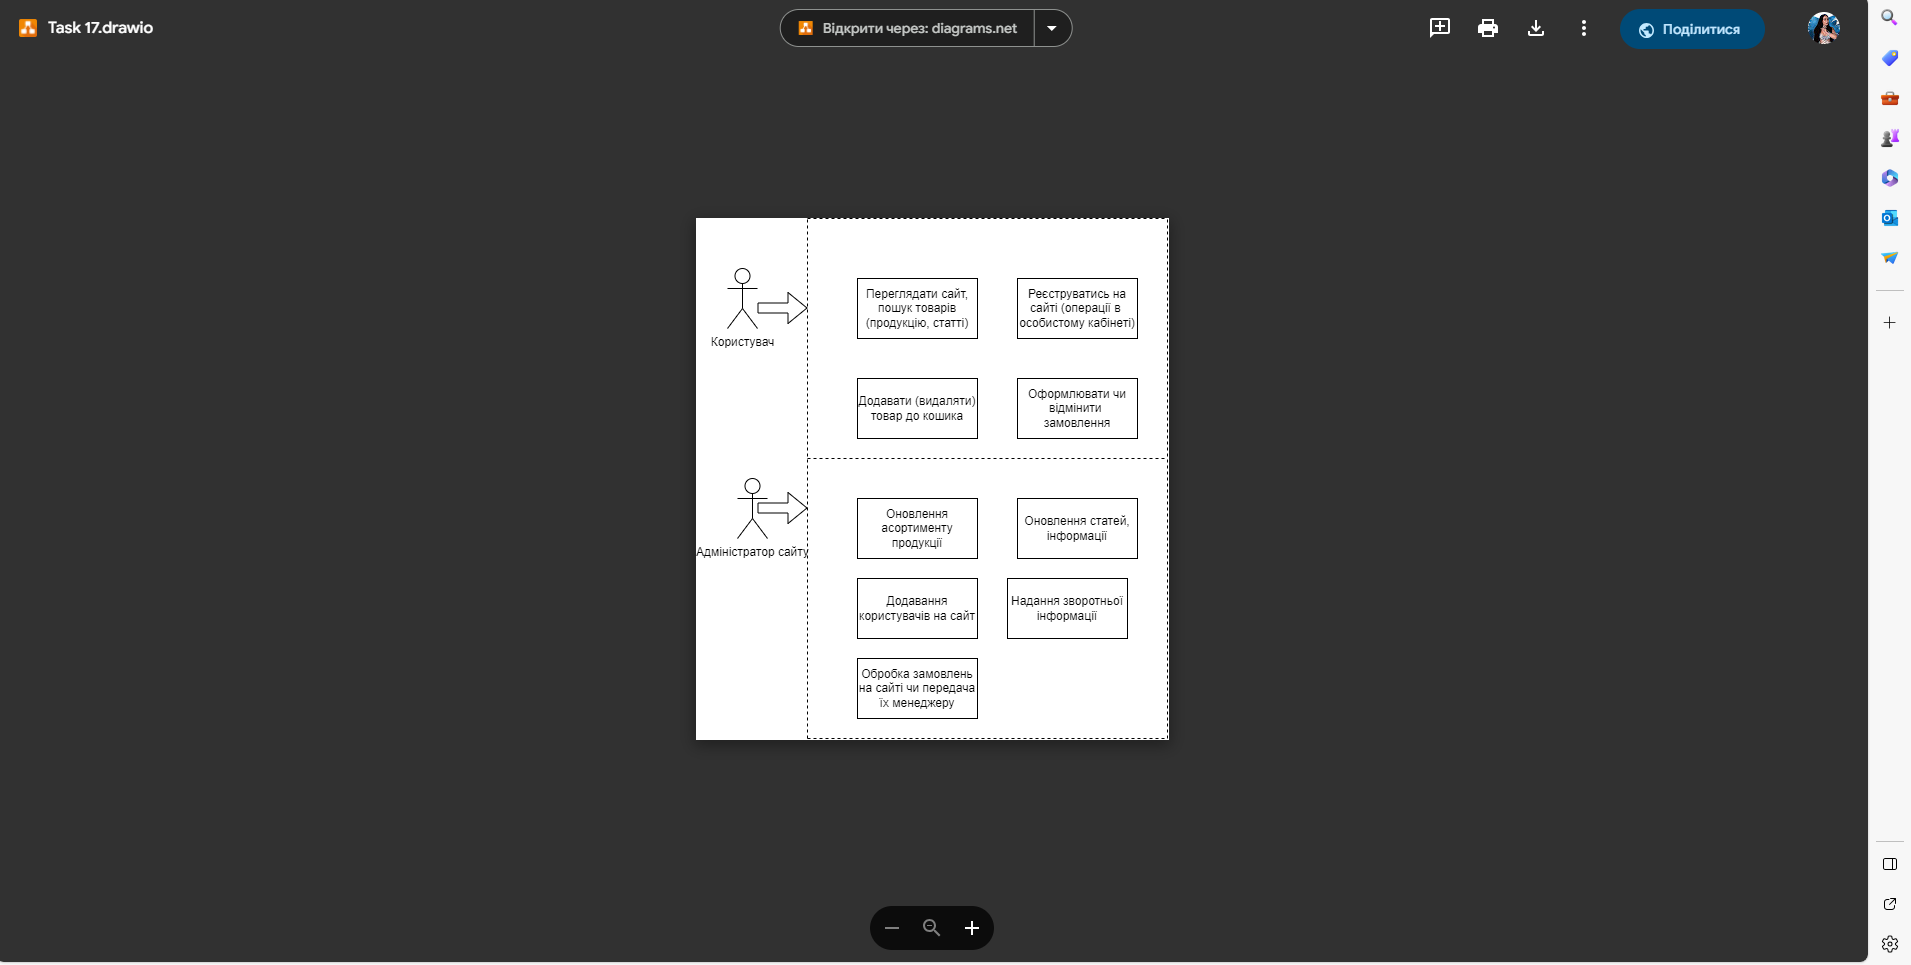 Task 17.drawio
Відкрити через: diagrams.net
Поділитися
Переглядати сайт,
пошук товарів
(продукцію, статті)
Реєструватись на
сайті (операції в
особистому кабінеті)
Користувач
Додавати (видаляти)
товар до кошика
Оформлювати чи
відмінити
замовлення
Оновлення
асортименту
продукції
Оновлення статей,
інформації
Адміністратор сайту
Додавання
користувачів на сайт
Надання зворотньої
інформації
Обробка замовлень
на сайті чи передача
їх менеджеру